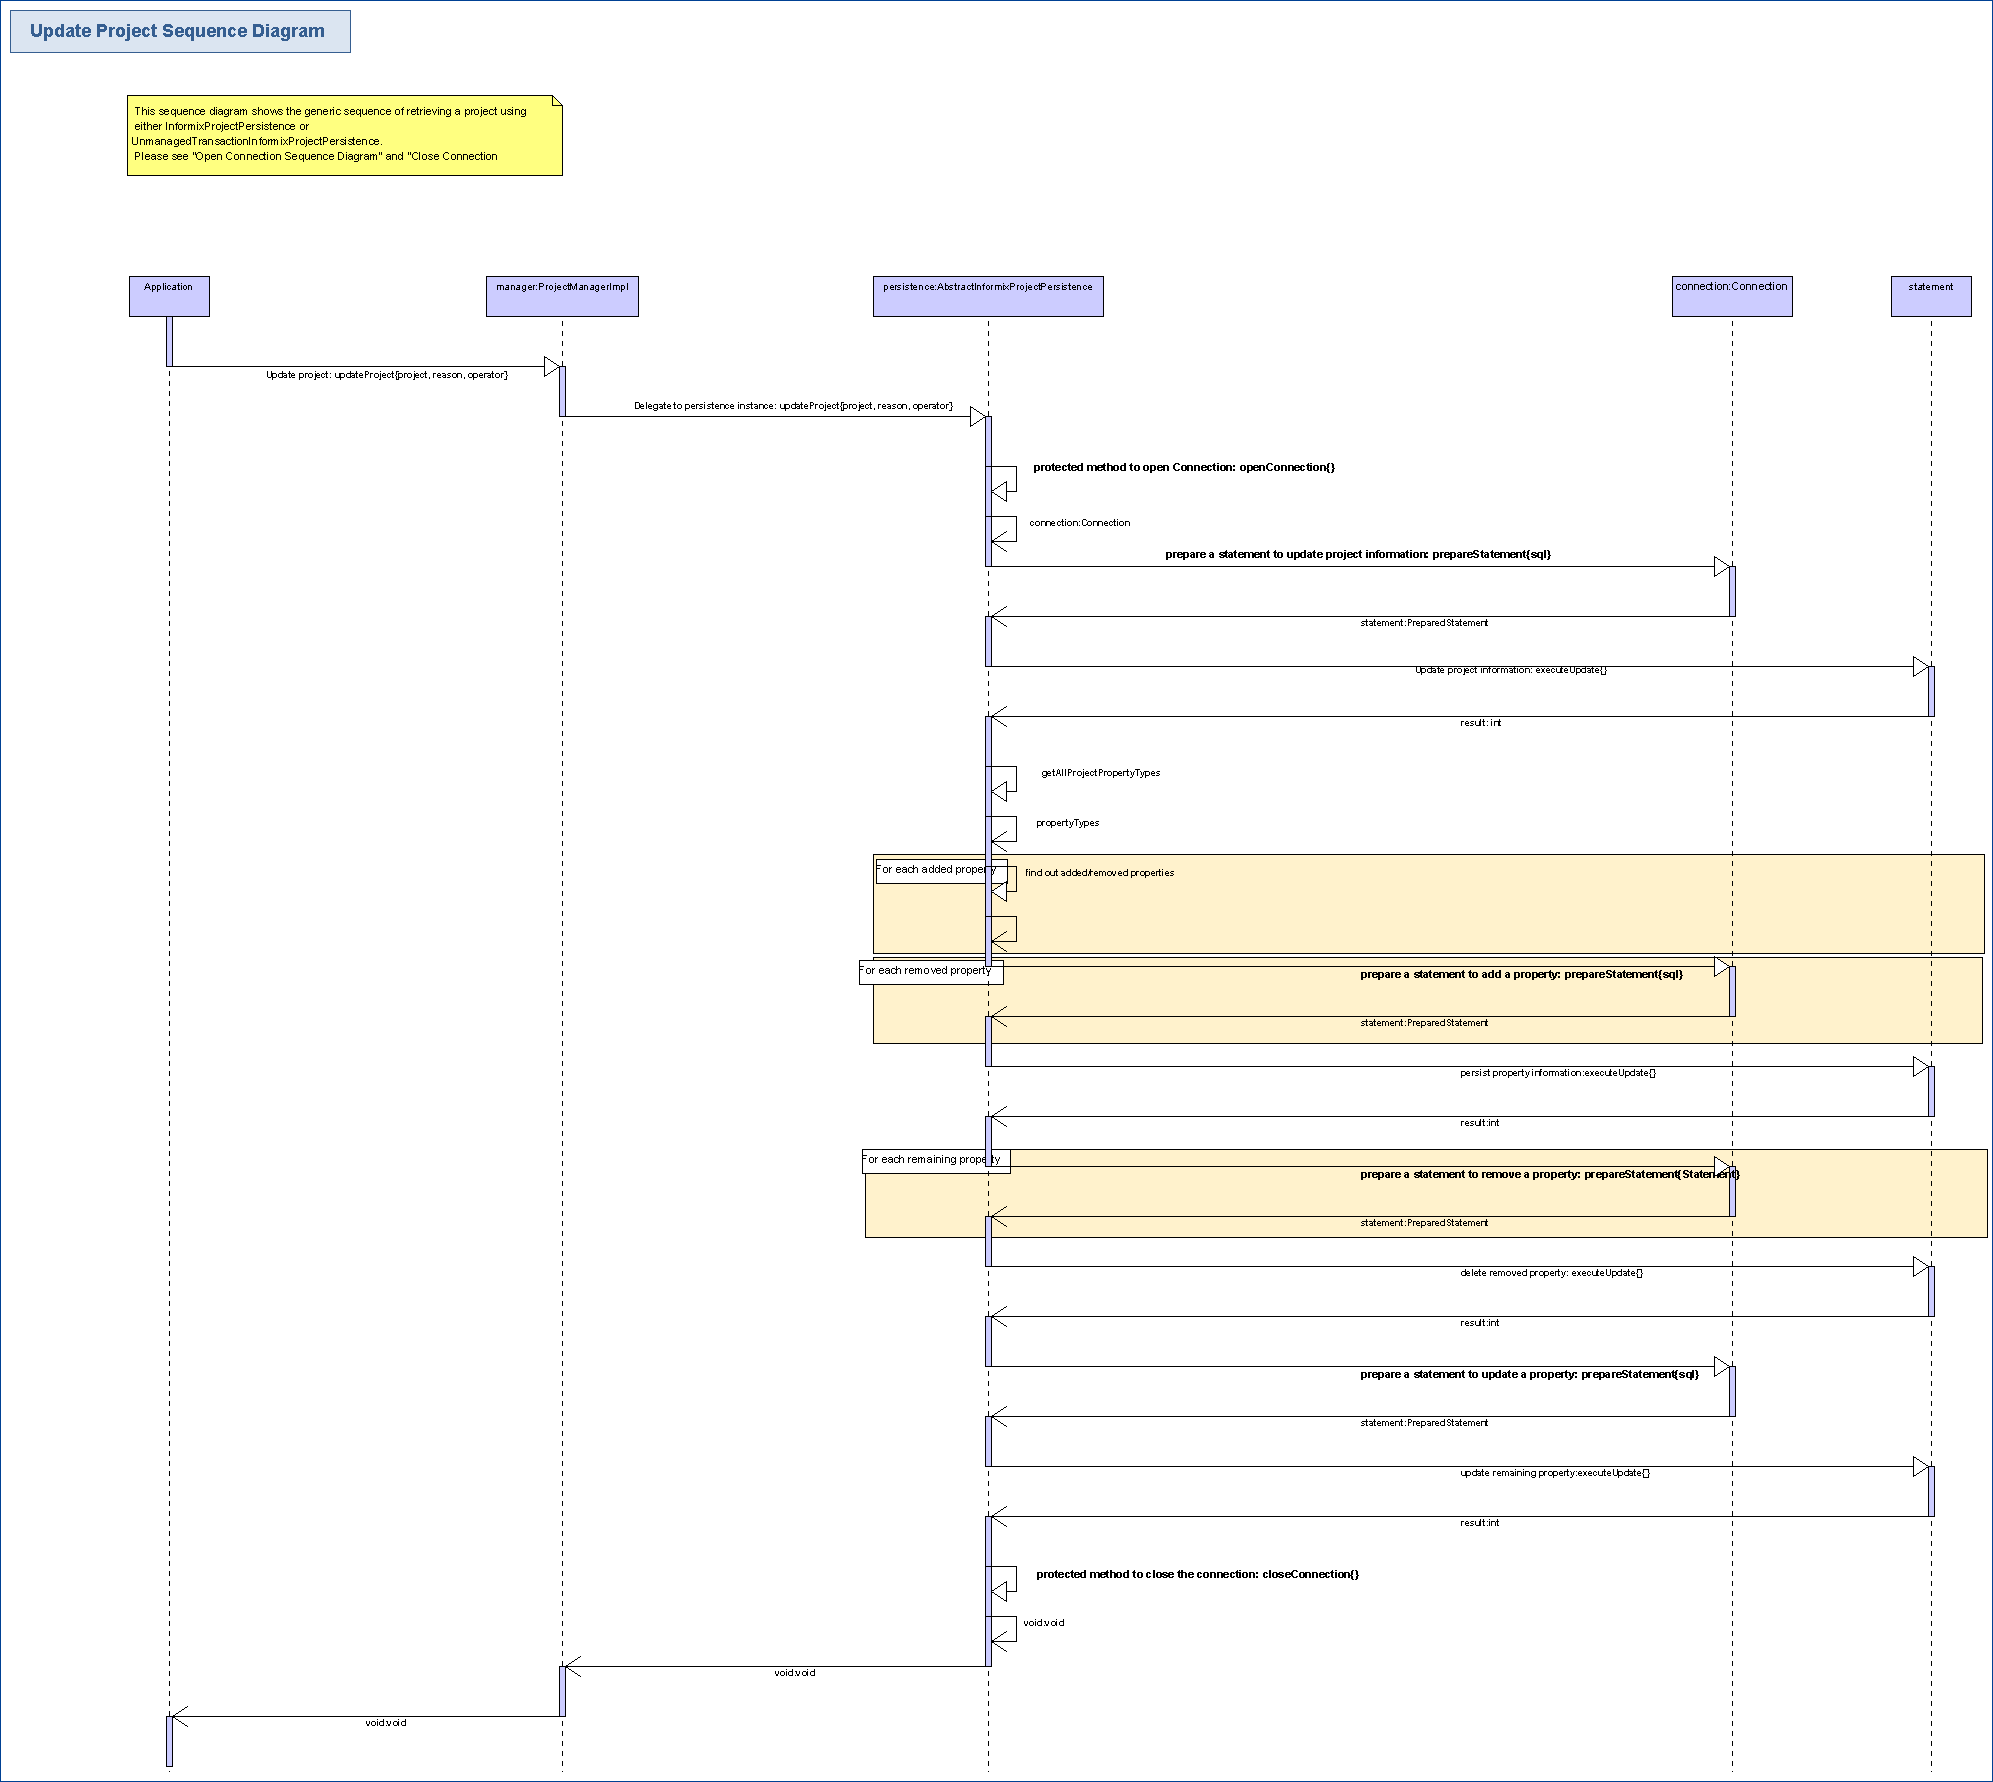 Update Project Sequence Diagram
This sequence diagram shows the generic sequence of retrieving a project using
either InformixProjectPersistence or
UnmanagedTransactionInformixProjectPersistence.
Please see "Open Connection Sequence Diagram" and "Close Connection
Application
manager:ProjectManagerImpl
persistence:AbstractInformixProjectPersistence
connection:Connection
statement
Update project: updateProject{project, reason, operator}
Delegate to persistence instance: updateProject{project, reason, operator}
protected method to open Connection: openConnection{}
connection:Connection
prepare a statement to update project information: prepareStatement{sql}
statement:PreparedStatement
Update project information: executeUpdate{}
result: int
getAllProjectPropertyTypes
propertyTypes
For each added property
find out added/removed properties
For each removed property
prepare a statement to add a property: prepareStatement{sql}
statement:PreparedStatement
persist property information:executeUpdate{}
result:int
For each remaining property
prepare a statement to remove a property: prepareStatement{Statement}
statement:PreparedStatement
delete removed property: executeUpdate{}
result:int
prepare a statement to update a property: prepareStatement{sql}
statement:PreparedStatement
update remaining property:executeUpdate{}
result:int
protected method to close the connection: closeConnection{}
void:void
void:void
void:void